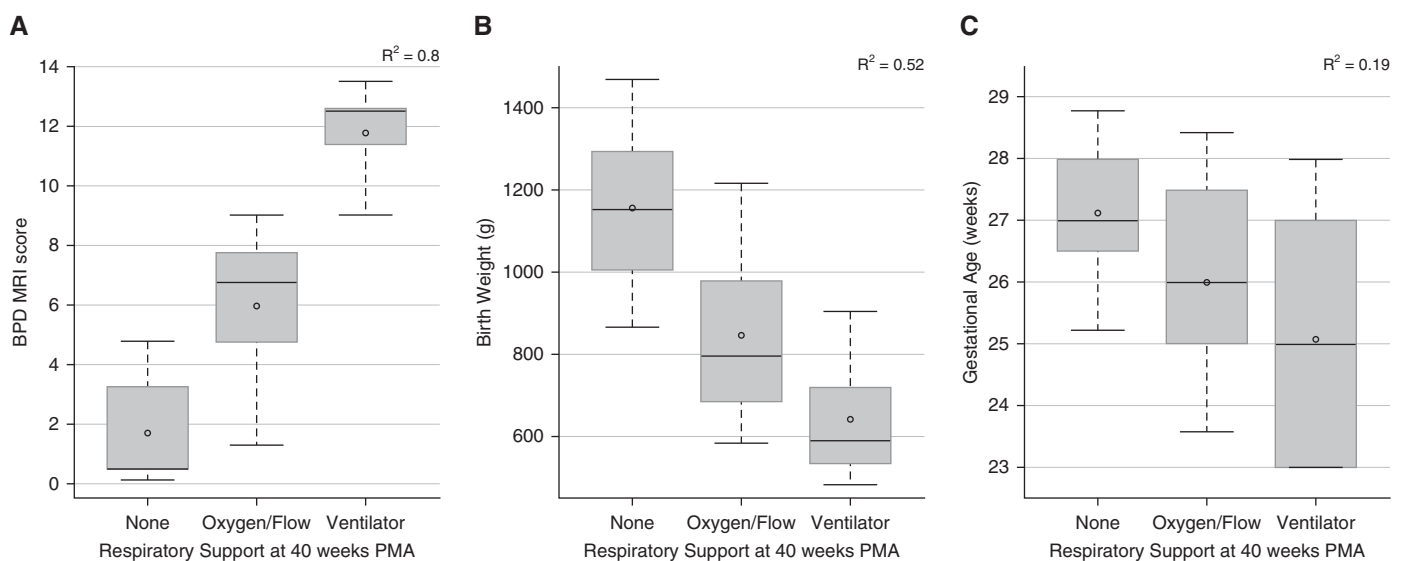 A
R² = 0.8
BPD MRI score
14
12
10
8
6
4
2
0
None Oxygen/Flow Ventilator
Respiratory Support at 40 weeks PMA
B
R² = 0.52
Birth Weight (g)
1400
1200
1000
800
600
None Oxygen/Flow Ventilator
Respiratory Support at 40 weeks PMA
C
R² = 0.19
Gestational Age (weeks)
29
28
27
26
25
24
23
None Oxygen/Flow Ventilator
Respiratory Support at 40 weeks PMA